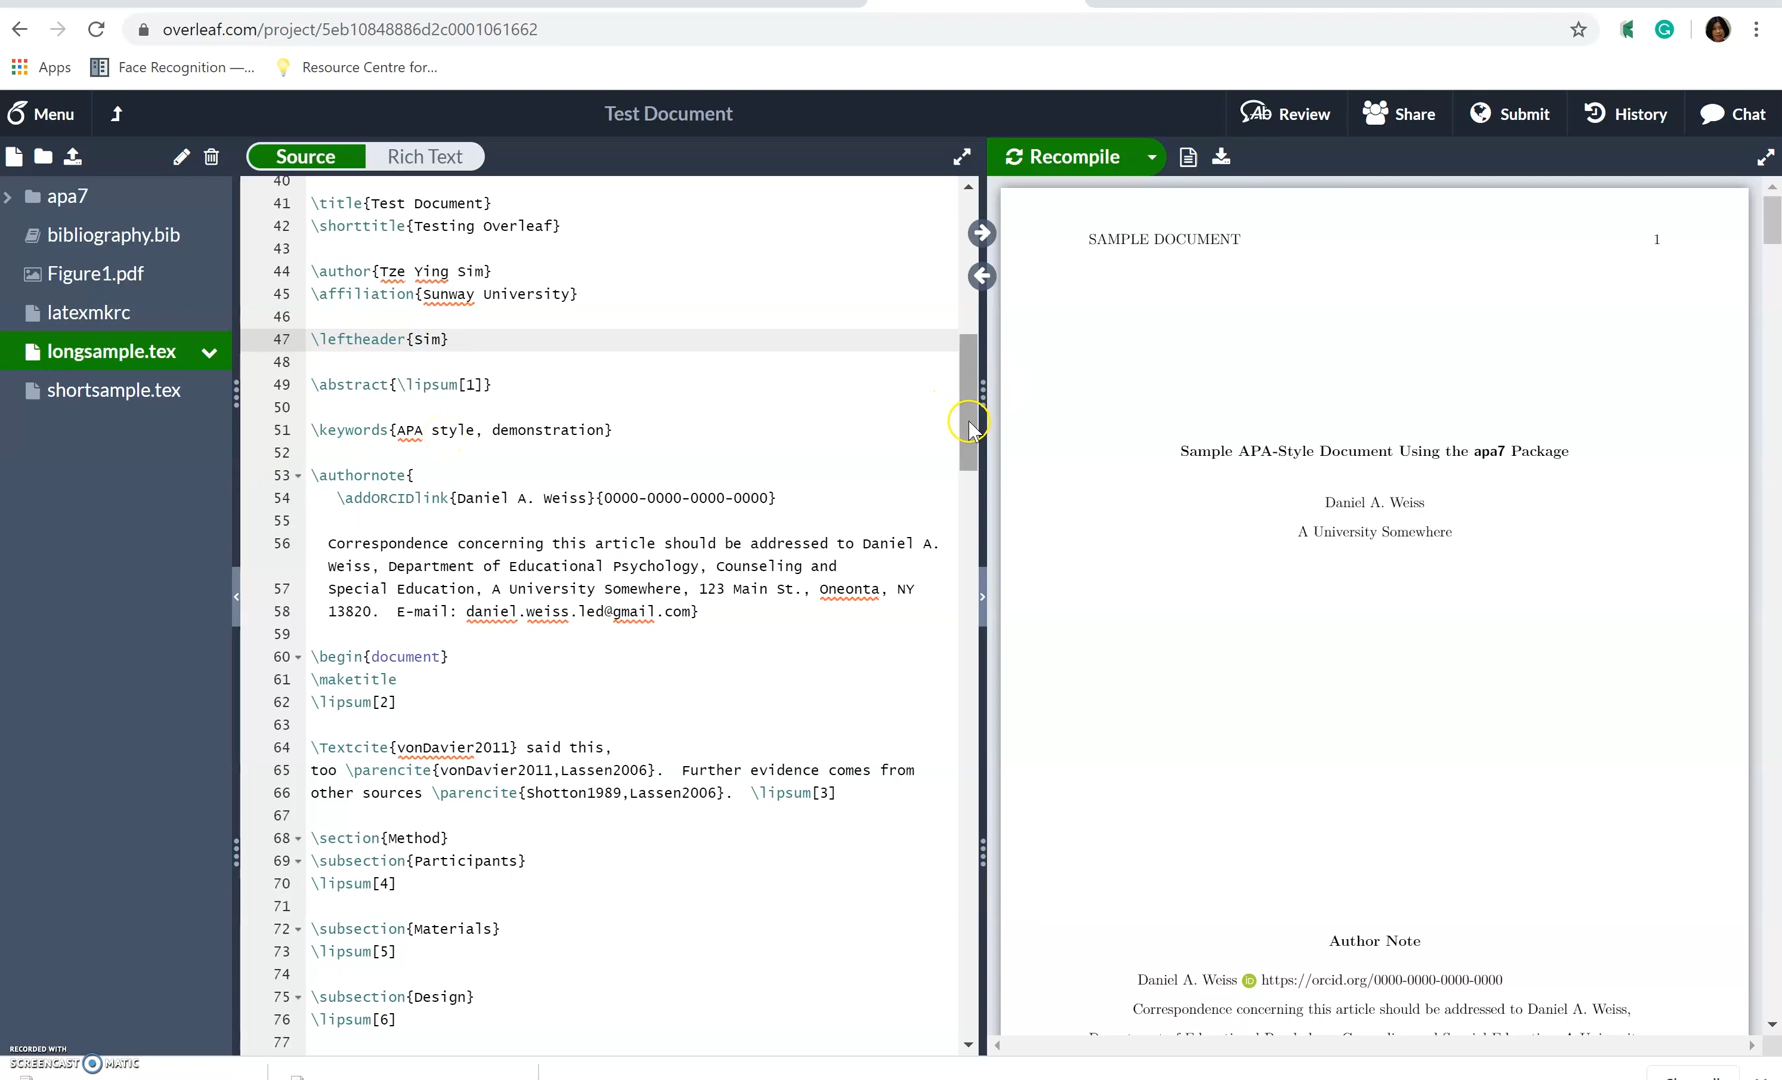 overleaf.com/project/5eb10848886d2c0001061662
Apps
Face Recognition —...
Resource Centre for...
Menu
Test Document
Review
Share
Submit
History
Chat
Source
Rich Text
Recompile
apa7
bibliography.bib
Figure1.pdf
latexmkrc
longsample.tex
shortsample.tex
40
41 \title{Test Document}
42 \shorttitle{Testing Overleaf}
43
44 \author{Tze Ying Sim}
45 \affiliation{Sunway University}
46
47 \leftheader{Sim}
48
49 \abstract{\lipsum[1]}
50
51 \keywords{APA style, demonstration}
52
53 \authornote{
54 \addORCIDlink{Daniel A. Weiss}{0000-0000-0000-0000}
55
56 Correspondence concerning this article should be addressed to Daniel A.
Weiss, Department of Educational Psychology, Counseling and
57 Special Education, A University Somewhere, 123 Main St., Oneonta, NY
58 13820. E-mail: daniel.weiss.led@gmail.com}
59
60 \begin{document}
61 \maketitle
62 \lipsum[2]
63
64 \Textcite{vonDavier2011} said this,
65 too \parencite{vonDavier2011,Lassen2006}. Further evidence comes from
66 other sources \parencite{Shotton1989,Lassen2006}. \lipsum[3]
67
68 \section{Method}
69 \subsection{Participants}
70 \lipsum[4]
71
72 \subsection{Materials}
73 \lipsum[5]
74
75 \subsection{Design}
76 \lipsum[6]
77
SAMPLE DOCUMENT 1
Sample APA-Style Document Using the apa7 Package
Daniel A. Weiss
A University Somewhere
Author Note
Daniel A. Weiss iD https://orcid.org/0000-0000-0000-0000
Correspondence concerning this article should be addressed to Daniel A. Weiss,
RECORDED WITH
SCREENCAST MATIC